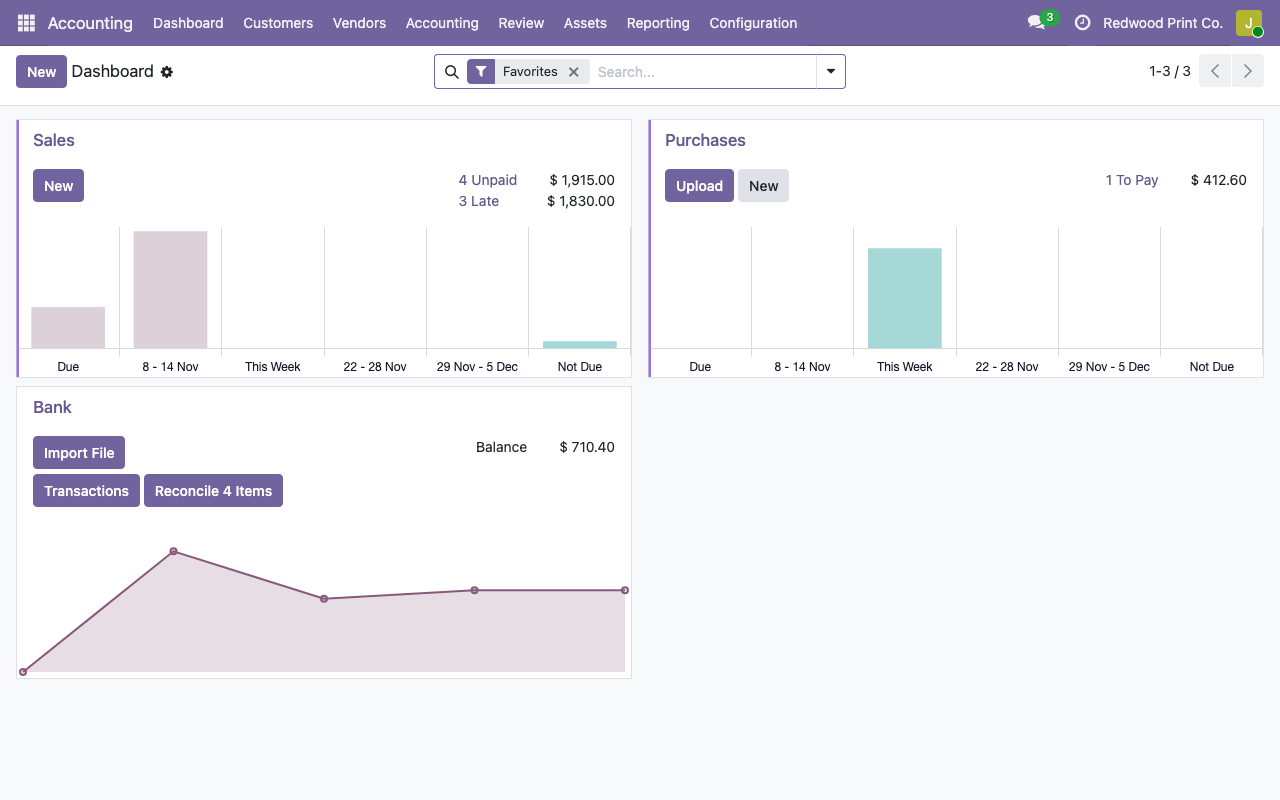 Accounting Dashboard Customers Vendors Accounting Review Assets Reporting Configuration 3 Redwood Print Co. J
New Dashboard Favorites Search... 1-3 / 3
Sales
New
4 Unpaid $ 1,915.00
3 Late $ 1,830.00
Due 8 - 14 Nov This Week 22 - 28 Nov 29 Nov - 5 Dec Not Due
Purchases
Upload New
1 To Pay $ 412.60
Due 8 - 14 Nov This Week 22 - 28 Nov 29 Nov - 5 Dec Not Due
Bank
Import File
Balance $ 710.40
Transactions Reconcile 4 Items